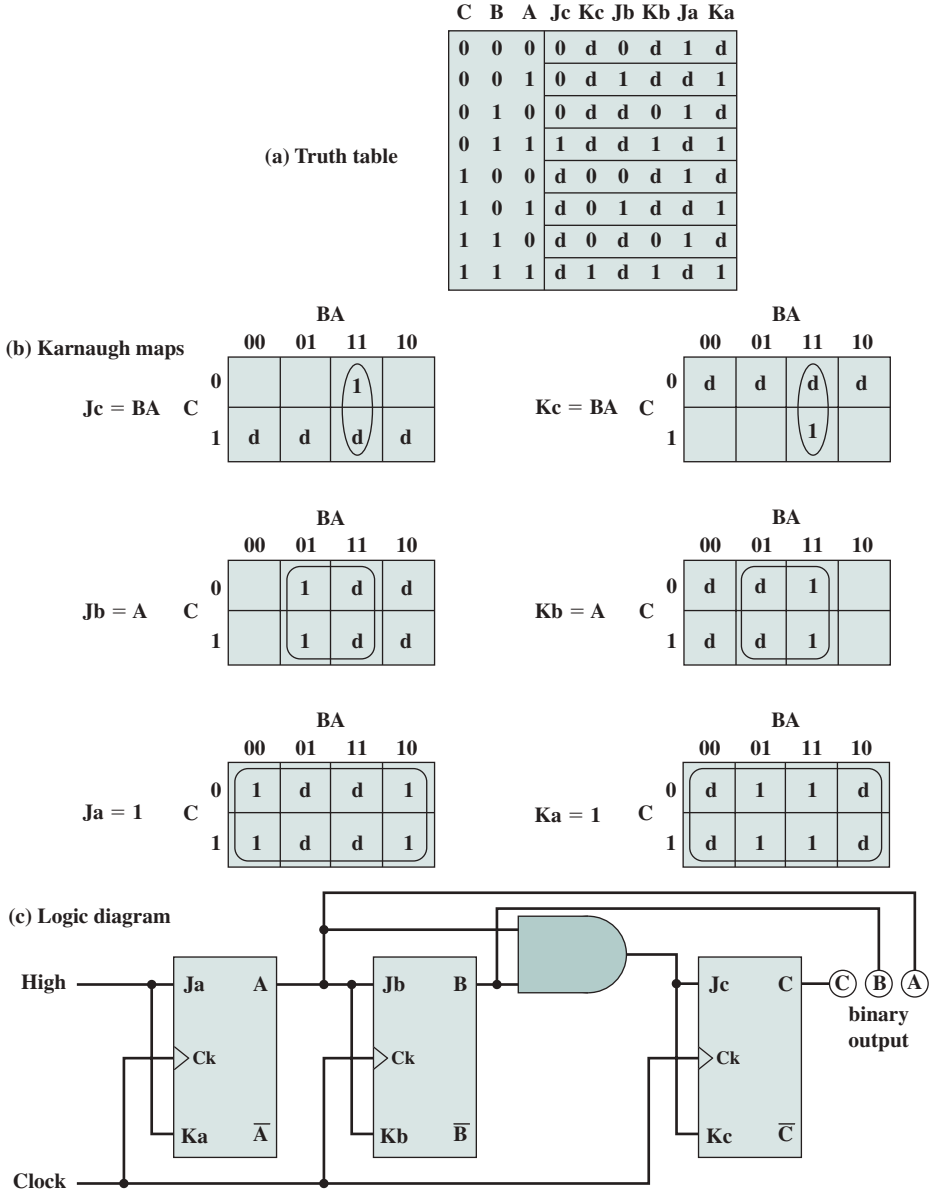 C B A Jc Kc Jb Kb Ja Ka
0 0 0 0 d 0 d 1 d
0 0 1 0 d 1 d d 1
0 1 0 0 d d 0 1 d
0 1 1 1 d d 1 d 1
1 0 0 d 0 0 d 1 d
1 0 1 d 0 1 d d 1
1 1 0 d 0 d 0 1 d
1 1 1 d 1 d 1 d 1
(a) Truth table
(b) Karnaugh maps
BA
00 01 11 10
Jc = BA C
0 1
1 d d d d
BA
00 01 11 10
Kc = BA C
0 d d d d
1 1
BA
00 01 11 10
Jb = A C
0 1 d d
1 1 d d
BA
00 01 11 10
Kb = A C
0 d d 1
1 d d 1
BA
00 01 11 10
Ja = 1 C
0 1 d d 1
1 1 d d 1
BA
00 01 11 10
Ka = 1 C
0 d 1 1 d
1 d 1 1 d
(c) Logic diagram
High
Ja A
Ck
Ka A̅
Jb B
Ck
Kb B̅
Jc C
Ck
Kc C̅
C B A
binary
output
Clock